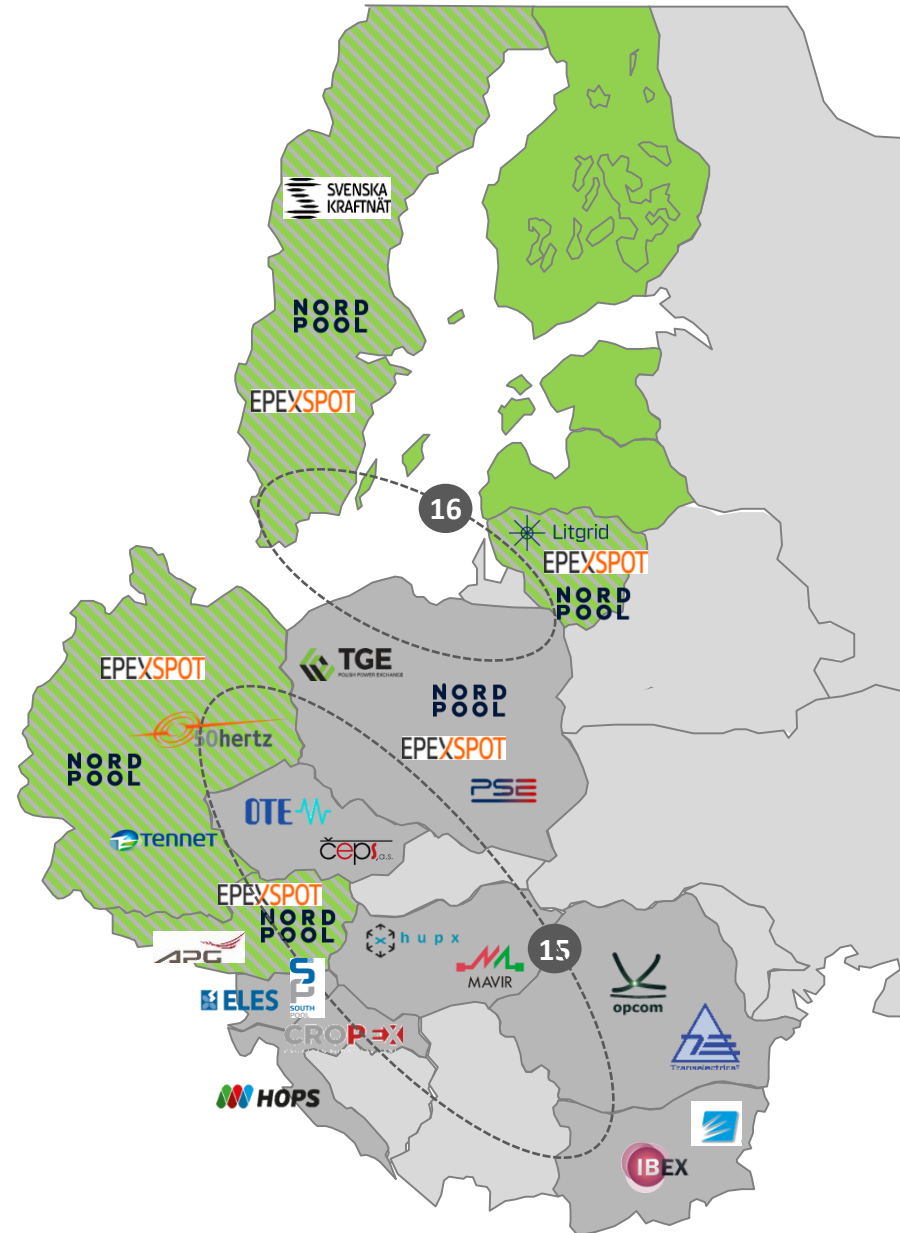 SVENSKA
KRAFTNÄT
NORD
POOL
EPEXSPOT
16
Litgrid
EPEXSPOT
NORD
POOL
TGE
POLISH POWER EXCHANGE
EPEXSPOT
NORD
POOL
50hertz
EPEXSPOT
NORD
POOL
PSE
OTE
TENNET
čeps,a.s.
EPEXSPOT
NORD
POOL
APG
hupx
MAVIR
15
opcom
ELES
SP
SOUTH
POOL
CROPEX
Transelectrica®
HOPS
IBEX